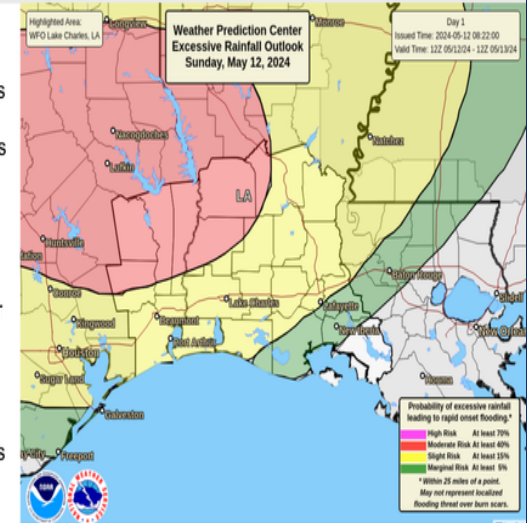 Highlighted Area:
WFO Lake Charles, LA
Weather Prediction Center
Excessive Rainfall Outlook
Sunday, May 12, 2024
Day 1
Issued Time: 2024-05-12 08:22:00
Valid Time: 12Z 05/12/24 - 12Z 05/13/24
Longview
Monroe
Nacogdoches
Natchez
Lufkin
LA
Huntsville
Baton Rouge
Conroe
Lake Charles
Lafayette
Slidell
Kingwood
Beaumont
New Iberia
New Orlean
Port Arthur
Houston
Sugar Land
Houma
Galveston
Freeport
Probability of excessive rainfall
leading to rapid onset flooding.*
High Risk At least 70%
Moderate Risk At least 40%
Slight Risk At least 15%
Marginal Risk At least 5%
* Within 25 miles of a point.
May not represent localized
flooding threat over burn scars.
NOAA